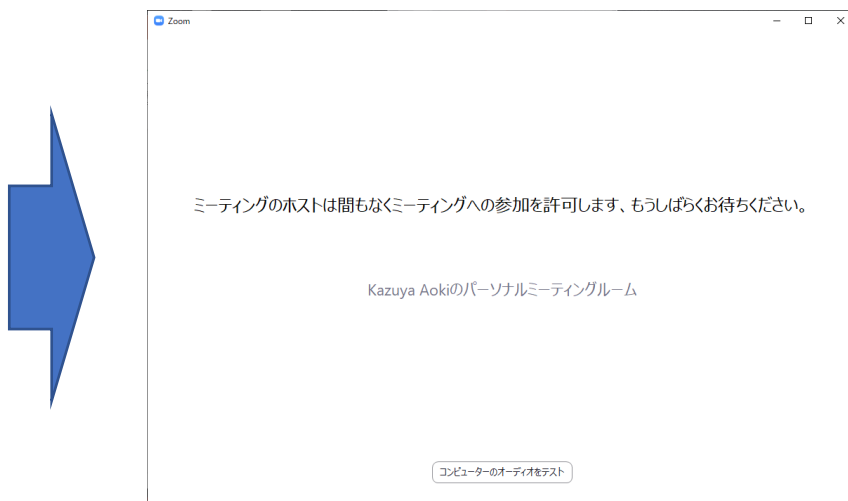 Zoom
ミーティングのホストは間もなくミーティングへの参加を許可します、もうしばらくお待ちください。
Kazuya Aokiのパーソナルミーティングルーム
コンピューターのオーディオをテスト